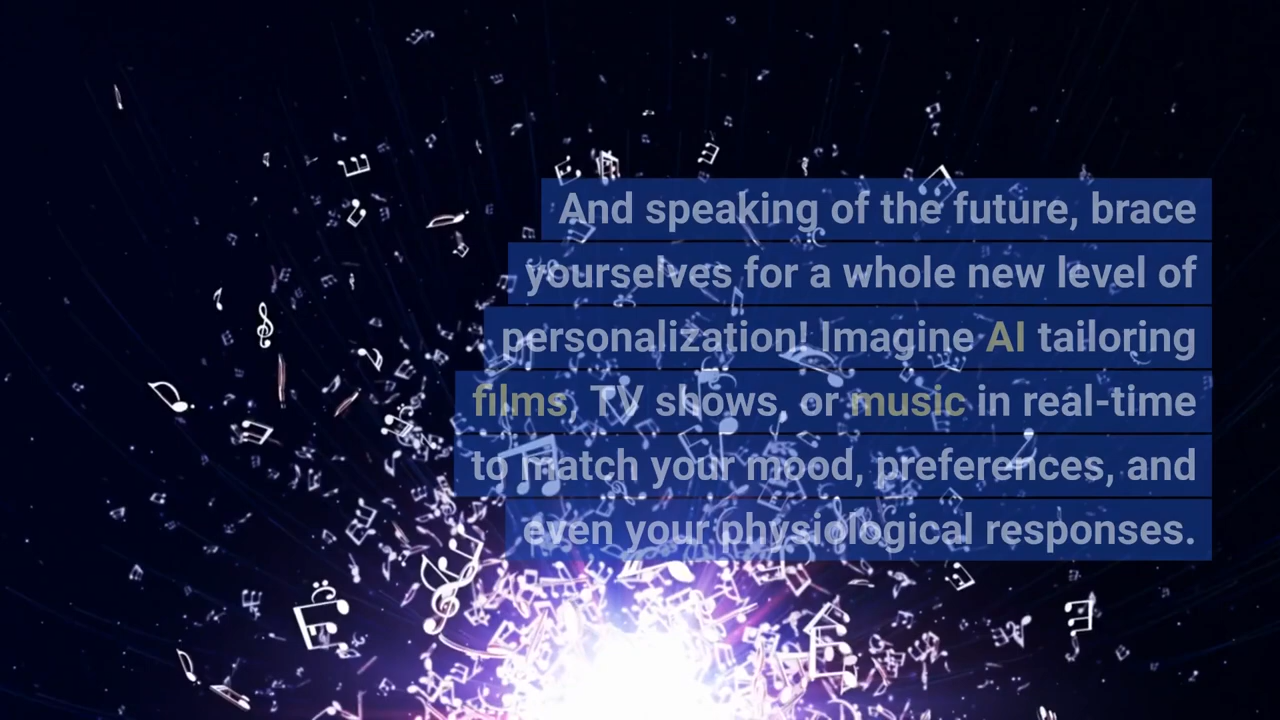 And speaking of the future, brace
yourselves for a whole new level of
personalization! Imagine AI tailoring
films, TV shows, or music in real-time
to match your mood, preferences, and
even your physiological responses.